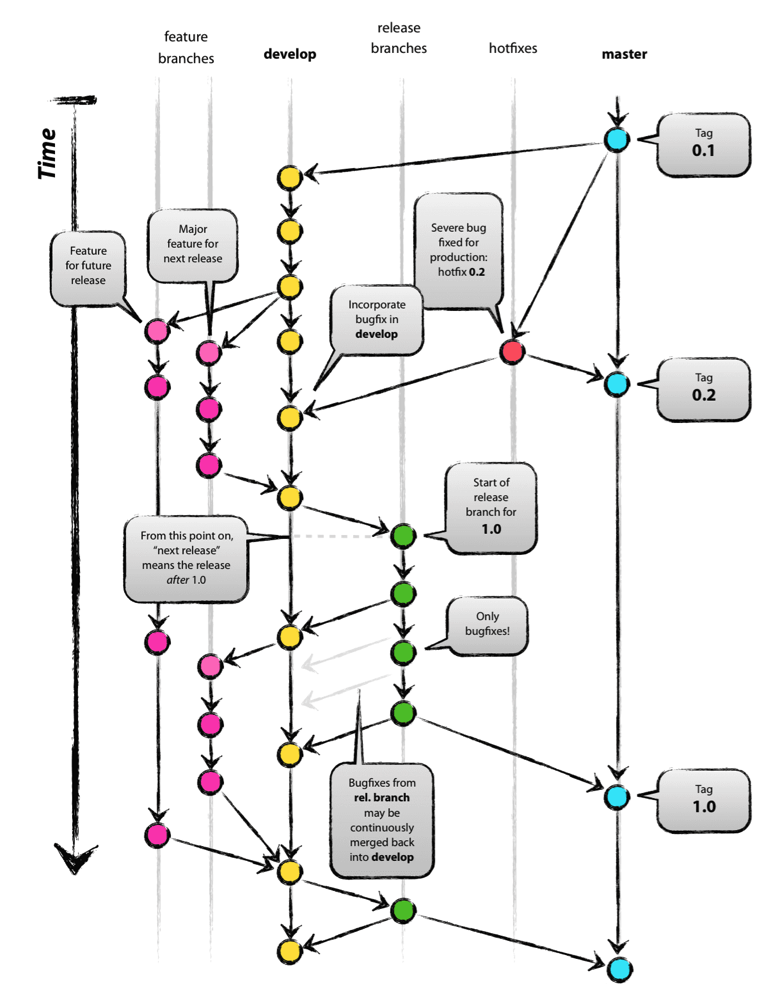 feature
branches
develop
release
branches
hotfixes
master
Time
Tag
0.1
Feature
for future
release
Major
feature for
next release
Severe bug
fixed for
production:
hotfix 0.2
Incorporate
bugfix in
develop
Tag
0.2
Start of
release
branch for
1.0
From this point on,
“next release”
means the release
after 1.0
Only
bugfixes!
Bugfixes from
rel. branch
may be
continuously
merged back
into develop
Tag
1.0